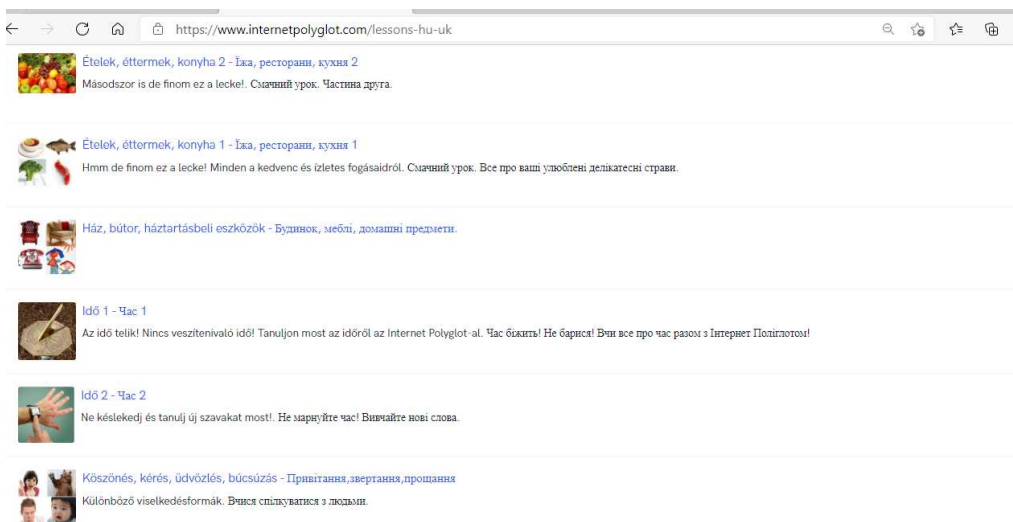 https://www.internetpolyglot.com/lessons-hu-uk
Ételek, éttermek, konyha 2 - Їжа, ресторани, кухня 2
Másodszor is de finom ez a lecke!. Смачний урок. Частина друга.
Ételek, éttermek, konyha 1 - Їжа, ресторани, кухня 1
Hmm de finom ez a lecke! Minden a kedvenc és ízletes fogásaidról. Смачний урок. Все про ваші улюблені делікатесні страви.
Ház, bútor, háztartásbeli eszközök - Будинок, меблі, домашні предмети.
Idő 1 - Час 1
Az idő telik! Nincs veszítenivaló idő! Tanuljon most az időről az Internet Polyglot-al. Час біжить! Не барися! Вчи все про час разом з Інтернет Поліглотом!
Idő 2 - Час 2
Ne késlekedj és tanulj új szavakat most!. Не марнуйте час! Вивчайте нові слова.
Köszönés, kérés, üdvözlés, búcsúzás - Привітання,звертання,прощання
Különböző viselkedésformák. Вчися спілкуватися з людьми.